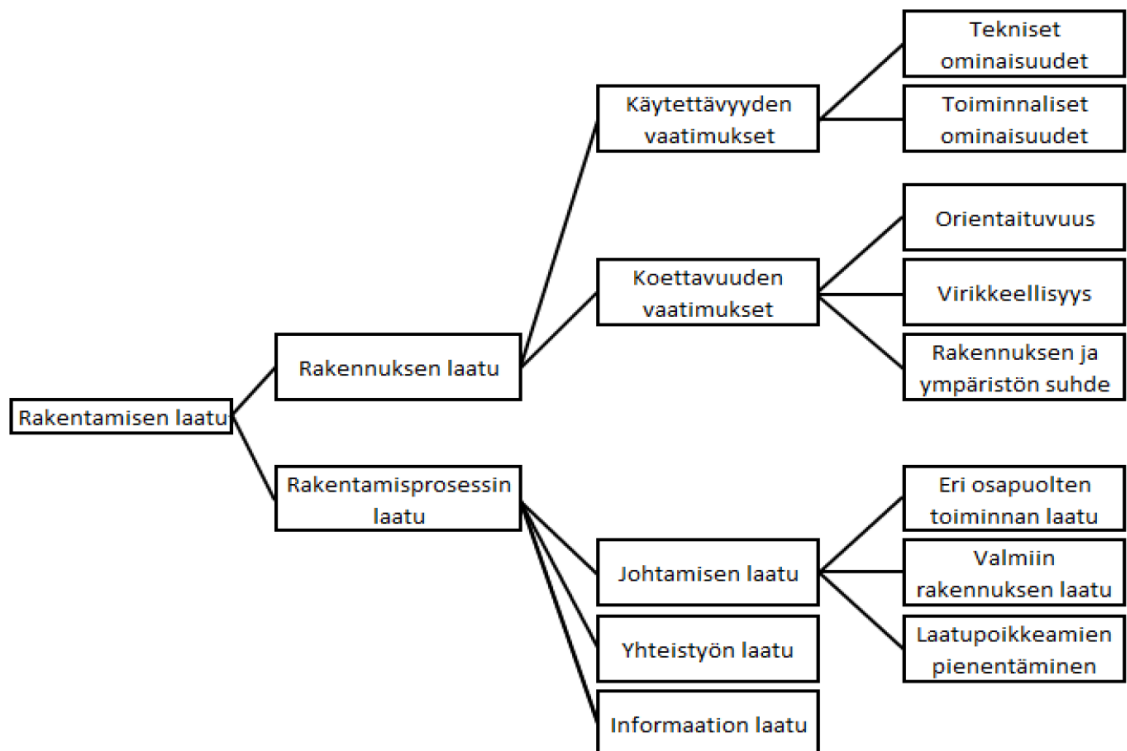 Tekniset
ominaisuudet
Käytettävyyden
vaatimukset
Toiminnaliset
ominaisuudet
Orientaituvuus
Koettavuuden
vaatimukset
Virikkeellisyys
Rakennuksen laatu
Rakennuksen ja
ympäristön suhde
Rakentamisen laatu
Rakentamisprosessin
laatu
Eri osapuolten
toiminnan laatu
Johtamisen laatu
Valmiin
rakennuksen laatu
Yhteistyön laatu
Laatupoikkeamien
pienentäminen
Informaation laatu